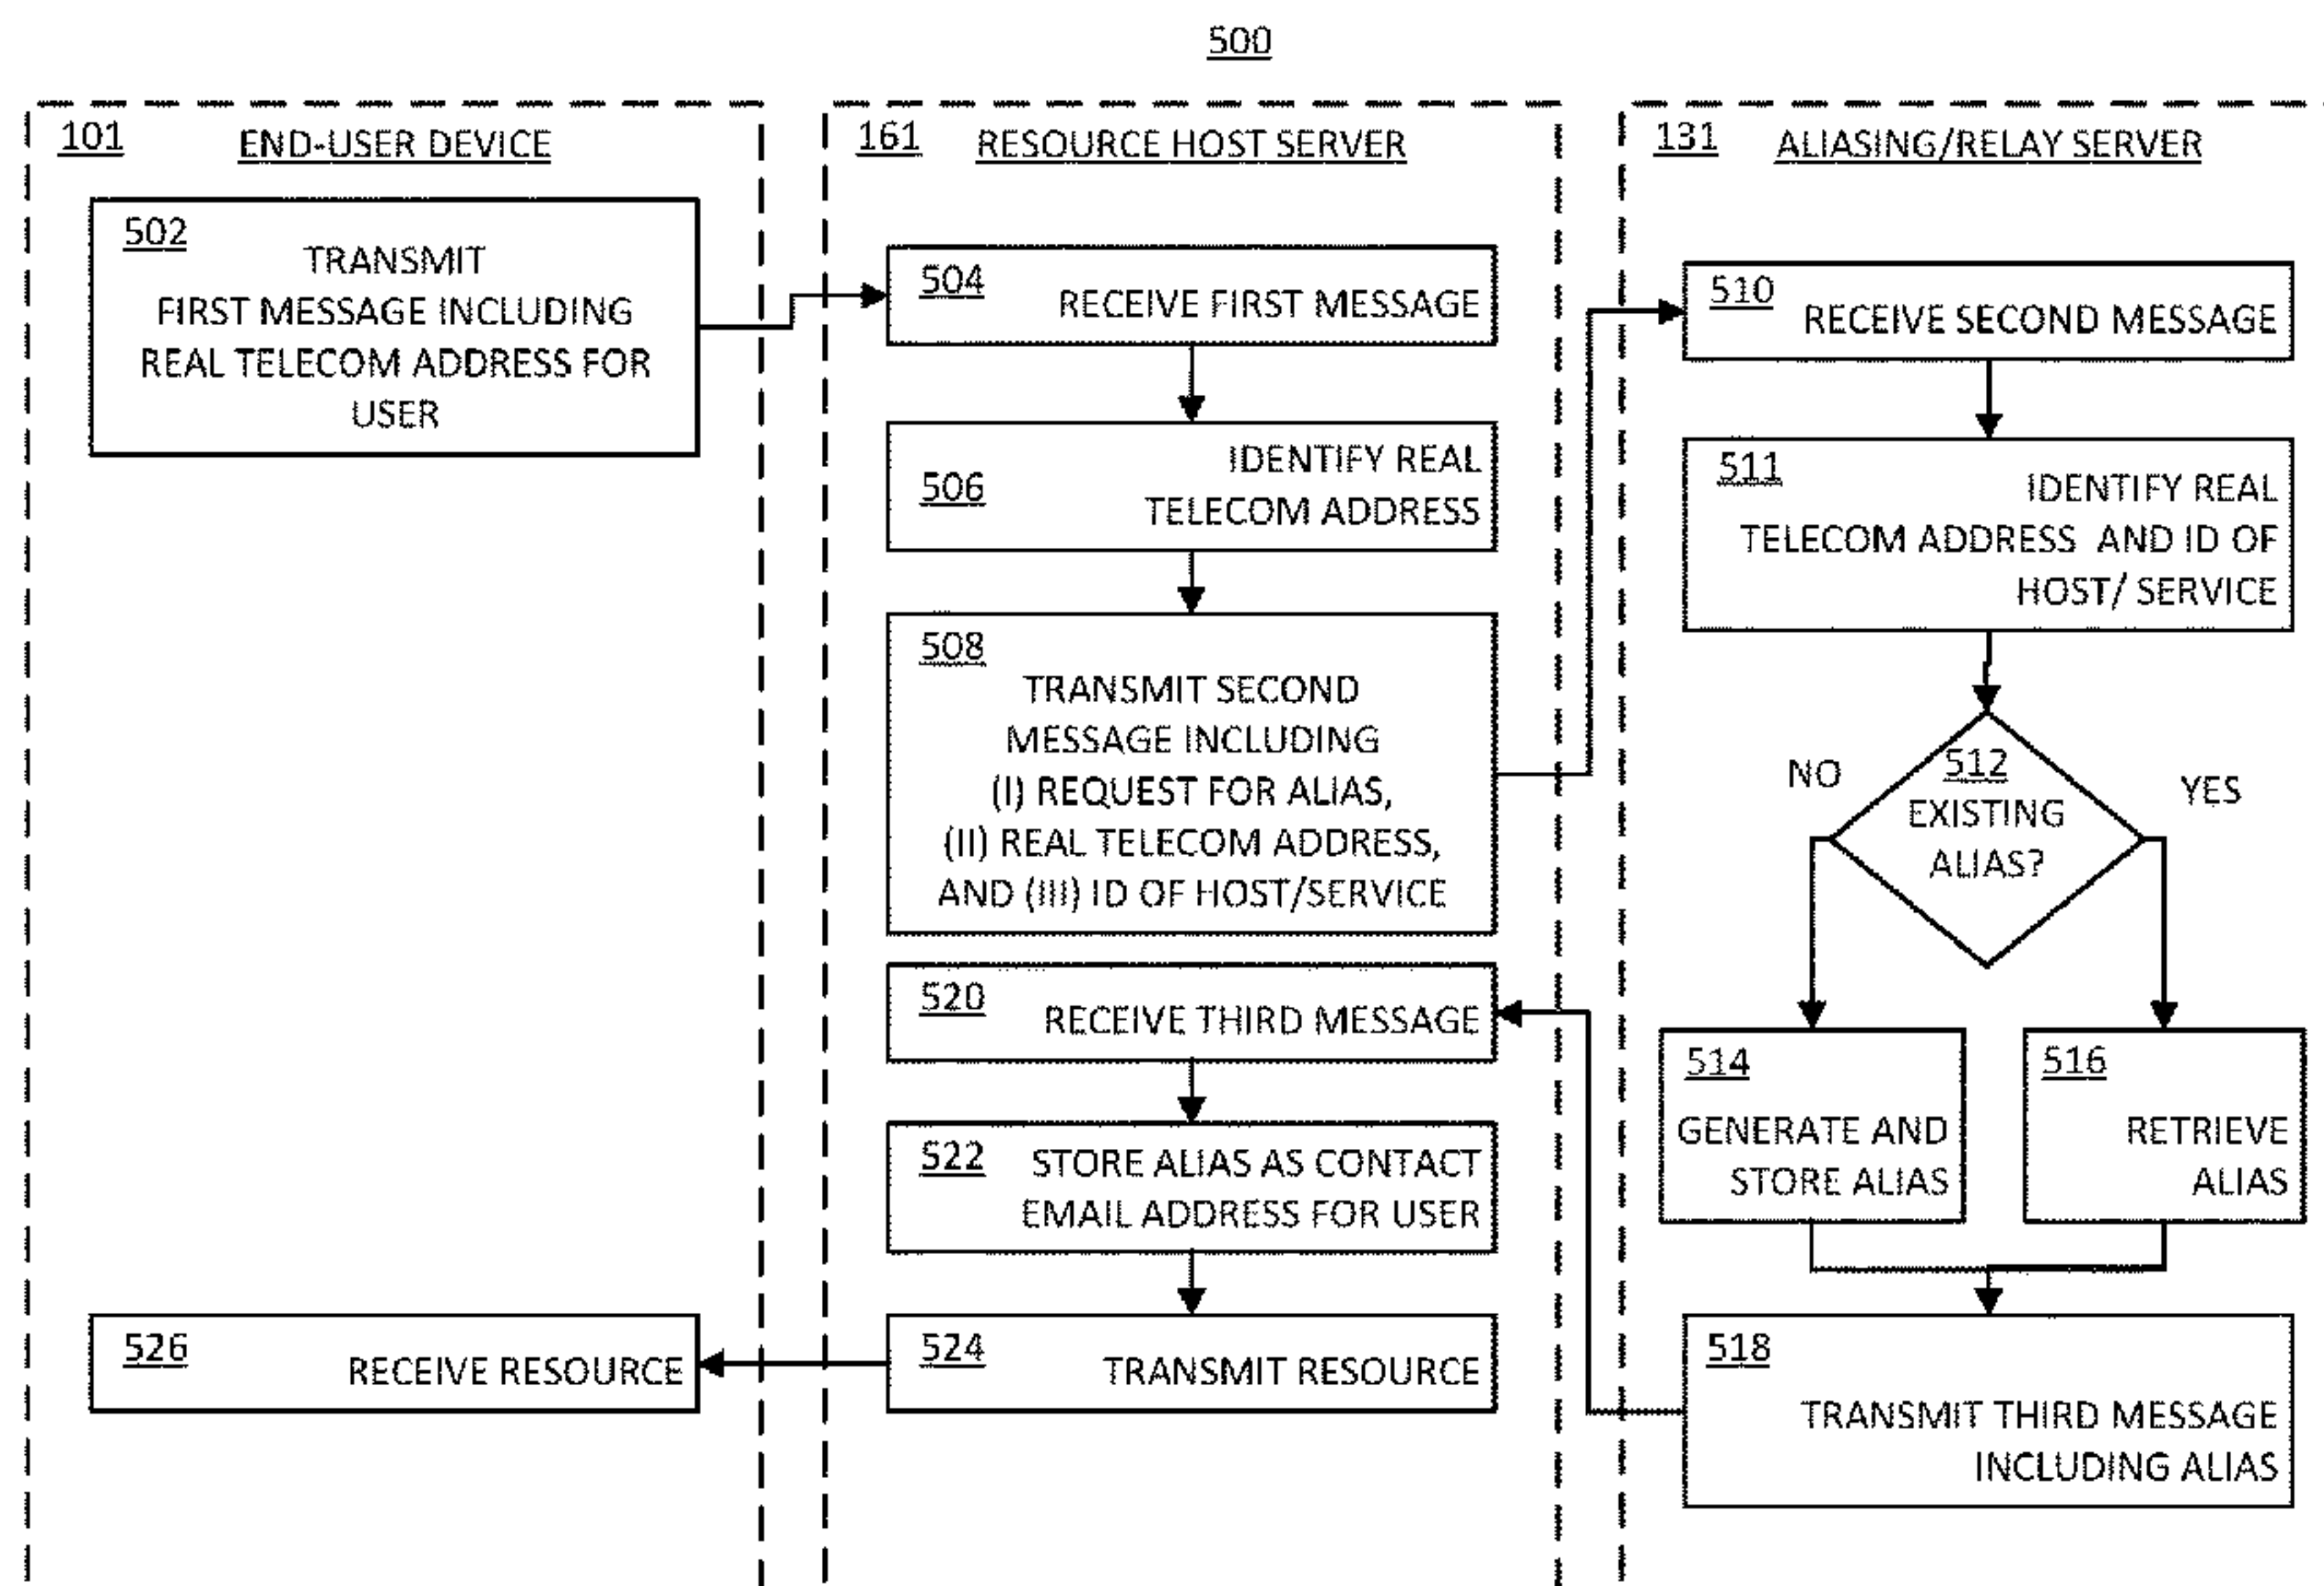 500
101 END-USER DEVICE
502
TRANSMIT
FIRST MESSAGE INCLUDING
REAL TELECOM ADDRESS FOR
USER
526
RECEIVE RESOURCE
161 RESOURCE HOST SERVER
504
RECEIVE FIRST MESSAGE
IDENTIFY REAL
506
TELECOM ADDRESS
508
TRANSMIT SECOND
MESSAGE INCLUDING
(I) REQUEST FOR ALIAS,
(II) REAL TELECOM ADDRESS,
AND (III) ID OF HOST/SERVICE
520
RECEIVE THIRD MESSAGE
522 STORE ALIAS AS CONTACT
EMAIL ADDRESS FOR USER
524
TRANSMIT RESOURCE
131 ALIASING/RELAY SERVER
510
RECEIVE SECOND MESSAGE
511
IDENTIFY REAL
TELECOM ADDRESS AND ID OF
HOST/ SERVICE
512
EXISTING
ALIAS?
NO
YES
514
GENERATE AND
STORE ALIAS
516
RETRIEVE
ALIAS
518
TRANSMIT THIRD MESSAGE
INCLUDING ALIAS